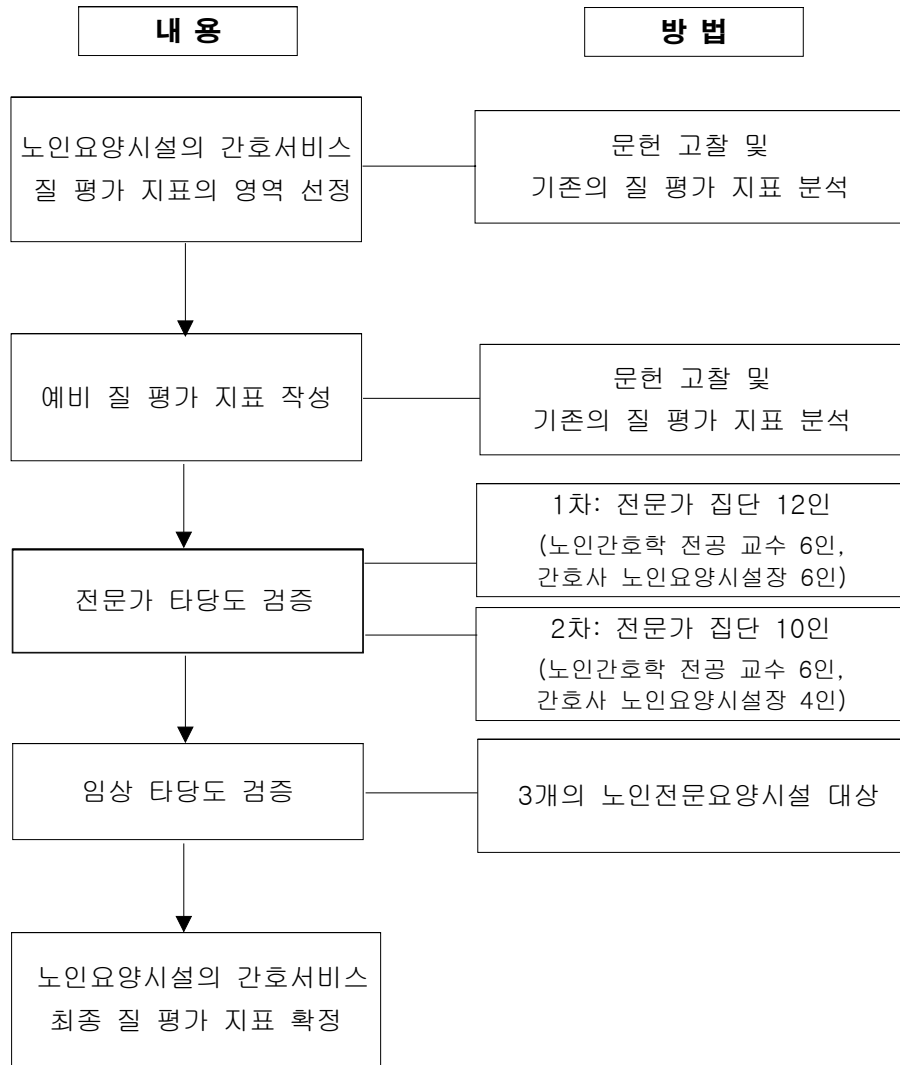 내 용
방 법
노인요양시설의 간호서비스
질 평가 지표의 영역 선정
문헌 고찰 및
기존의 질 평가 지표 분석
예비 질 평가 지표 작성
문헌 고찰 및
기존의 질 평가 지표 분석
전문가 타당도 검증
1차: 전문가 집단 12인
(노인간호학 전공 교수 6인,
간호사 노인요양시설장 6인)
2차: 전문가 집단 10인
(노인간호학 전공 교수 6인,
간호사 노인요양시설장 4인)
임상 타당도 검증
3개의 노인전문요양시설 대상
노인요양시설의 간호서비스
최종 질 평가 지표 확정